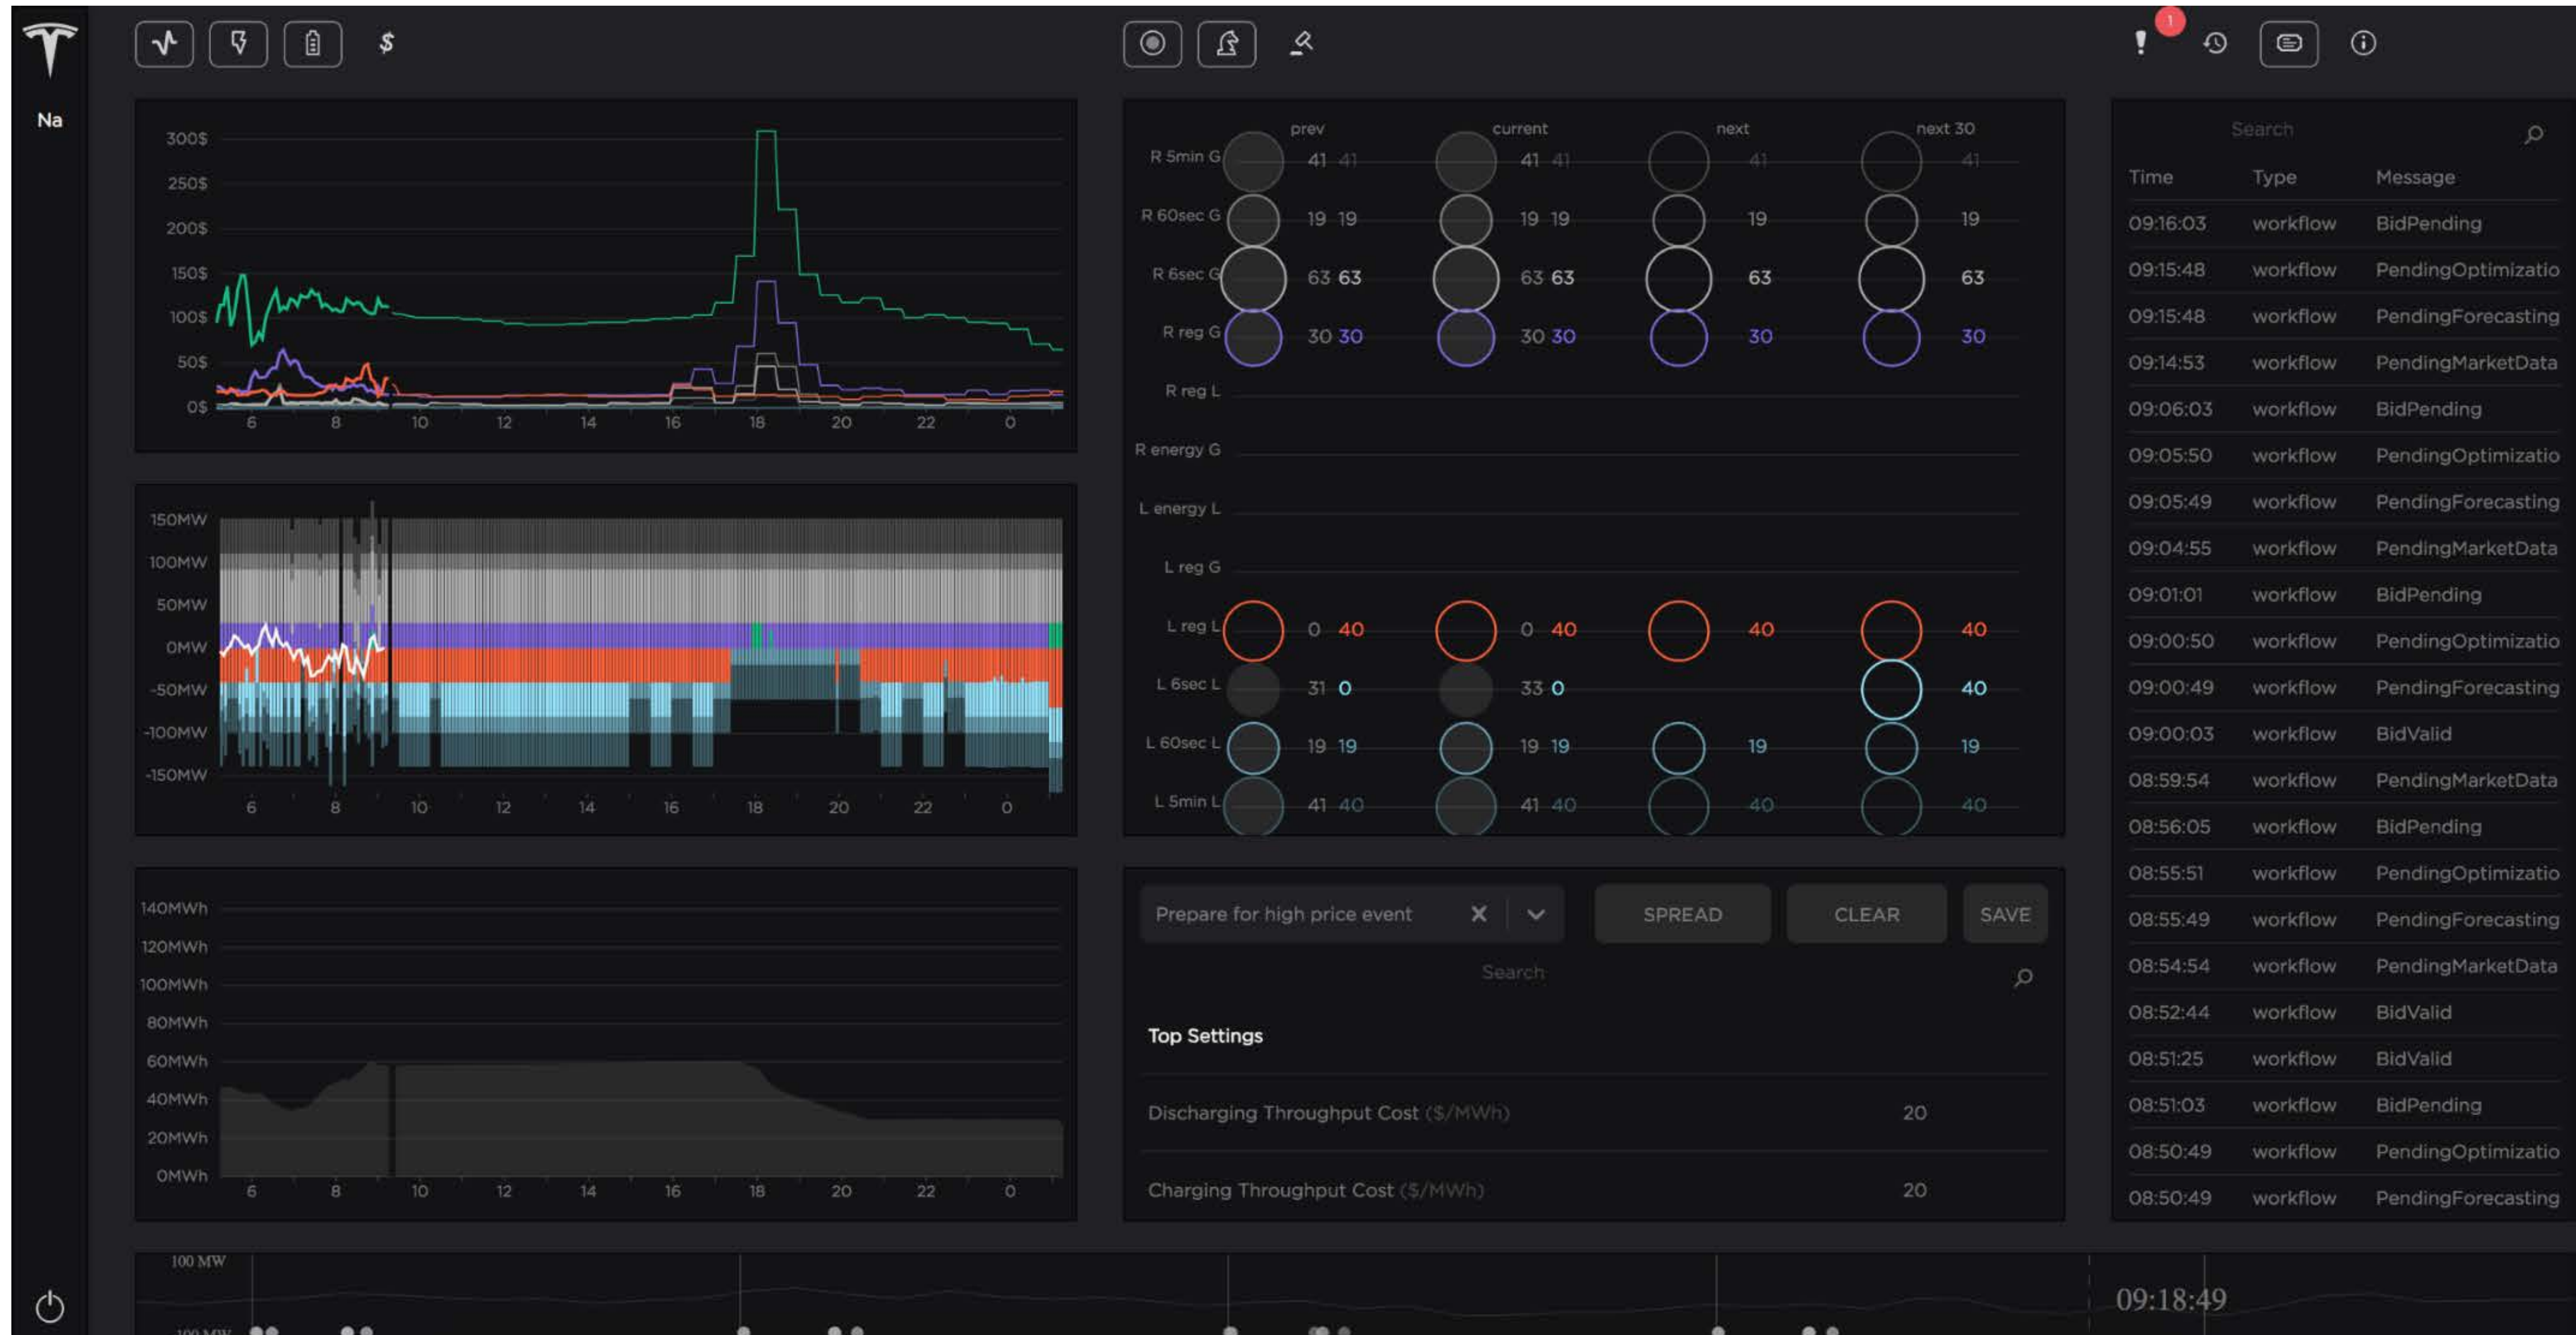 $
1
Na
300$
250$
200$
150$
100$
50$
0$
6 8 10 12 14 16 18 20 22 0
150MW
100MW
50MW
0MW
-50MW
-100MW
-150MW
6 8 10 12 14 16 18 20 22 0
140MWh
120MWh
100MWh
80MWh
60MWh
40MWh
20MWh
0MWh
6 8 10 12 14 16 18 20 22 0
prev current next next 30
R 5min G 41 41 41 41 41 41
R 60sec G 19 19 19 19 19 19
R 6sec G 63 63 63 63 63 63
R reg G 30 30 30 30 30 30
R reg L
R energy G
L energy L
L reg G
L reg L 0 40 0 40 40 40
L 6sec L 31 0 33 0 40
L 60sec L 19 19 19 19 19 19
L 5min L 41 40 41 40 40 40
Prepare for high price event SPREAD CLEAR SAVE
Search
Top Settings
Discharging Throughput Cost ($/MWh) 20
Charging Throughput Cost ($/MWh) 20
Search
Time Type Message
09:16:03 workflow BidPending
09:15:48 workflow PendingOptimizatio
09:15:48 workflow PendingForecasting
09:14:53 workflow PendingMarketData
09:06:03 workflow BidPending
09:05:50 workflow PendingOptimizatio
09:05:49 workflow PendingForecasting
09:04:55 workflow PendingMarketData
09:01:01 workflow BidPending
09:00:50 workflow PendingOptimizatio
09:00:49 workflow PendingForecasting
09:00:03 workflow BidValid
08:59:54 workflow PendingMarketData
08:56:05 workflow BidPending
08:55:51 workflow PendingOptimizatio
08:55:49 workflow PendingForecasting
08:54:54 workflow PendingMarketData
08:52:44 workflow BidValid
08:51:25 workflow BidValid
08:51:03 workflow BidPending
08:50:49 workflow PendingOptimizatio
08:50:49 workflow PendingForecasting
100 MW
09:18:49